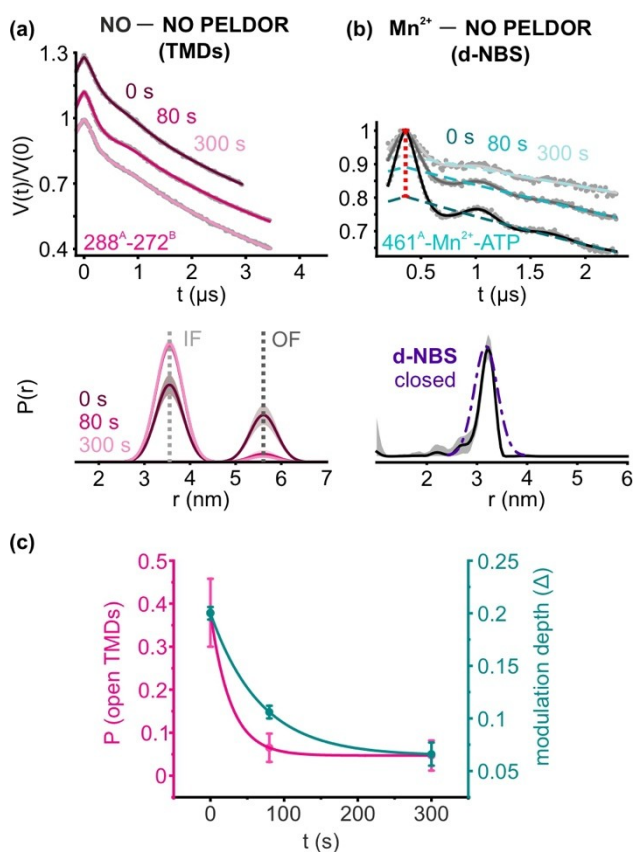 (a)
NO — NO PELDOR
(TMDs)
1.3
1
0.7
0.4
V(t)/V(0)
0 s
80 s
300 s
288ᴬ-272ᴮ
0 1 2 3 4
t (µs)
(b)
Mn²⁺ — NO PELDOR
(d-NBS)
1
0.9
0.8
0.7
0 s
80 s
300 s
461ᴬ-Mn²⁺-ATP
0.5 1 1.5 2
t (µs)
P(r)
IF
OF
0 s
80 s
300 s
2 3 4 5 6 7
r (nm)
d-NBS
closed
2 3 4 5 6
r (nm)
(c)
P (open TMDs)
0.5
0.4
0.3
0.2
0.1
0
0.25
0.2
0.15
0.1
0.05
modulation depth (Δ)
0 100 200 300
t (s)